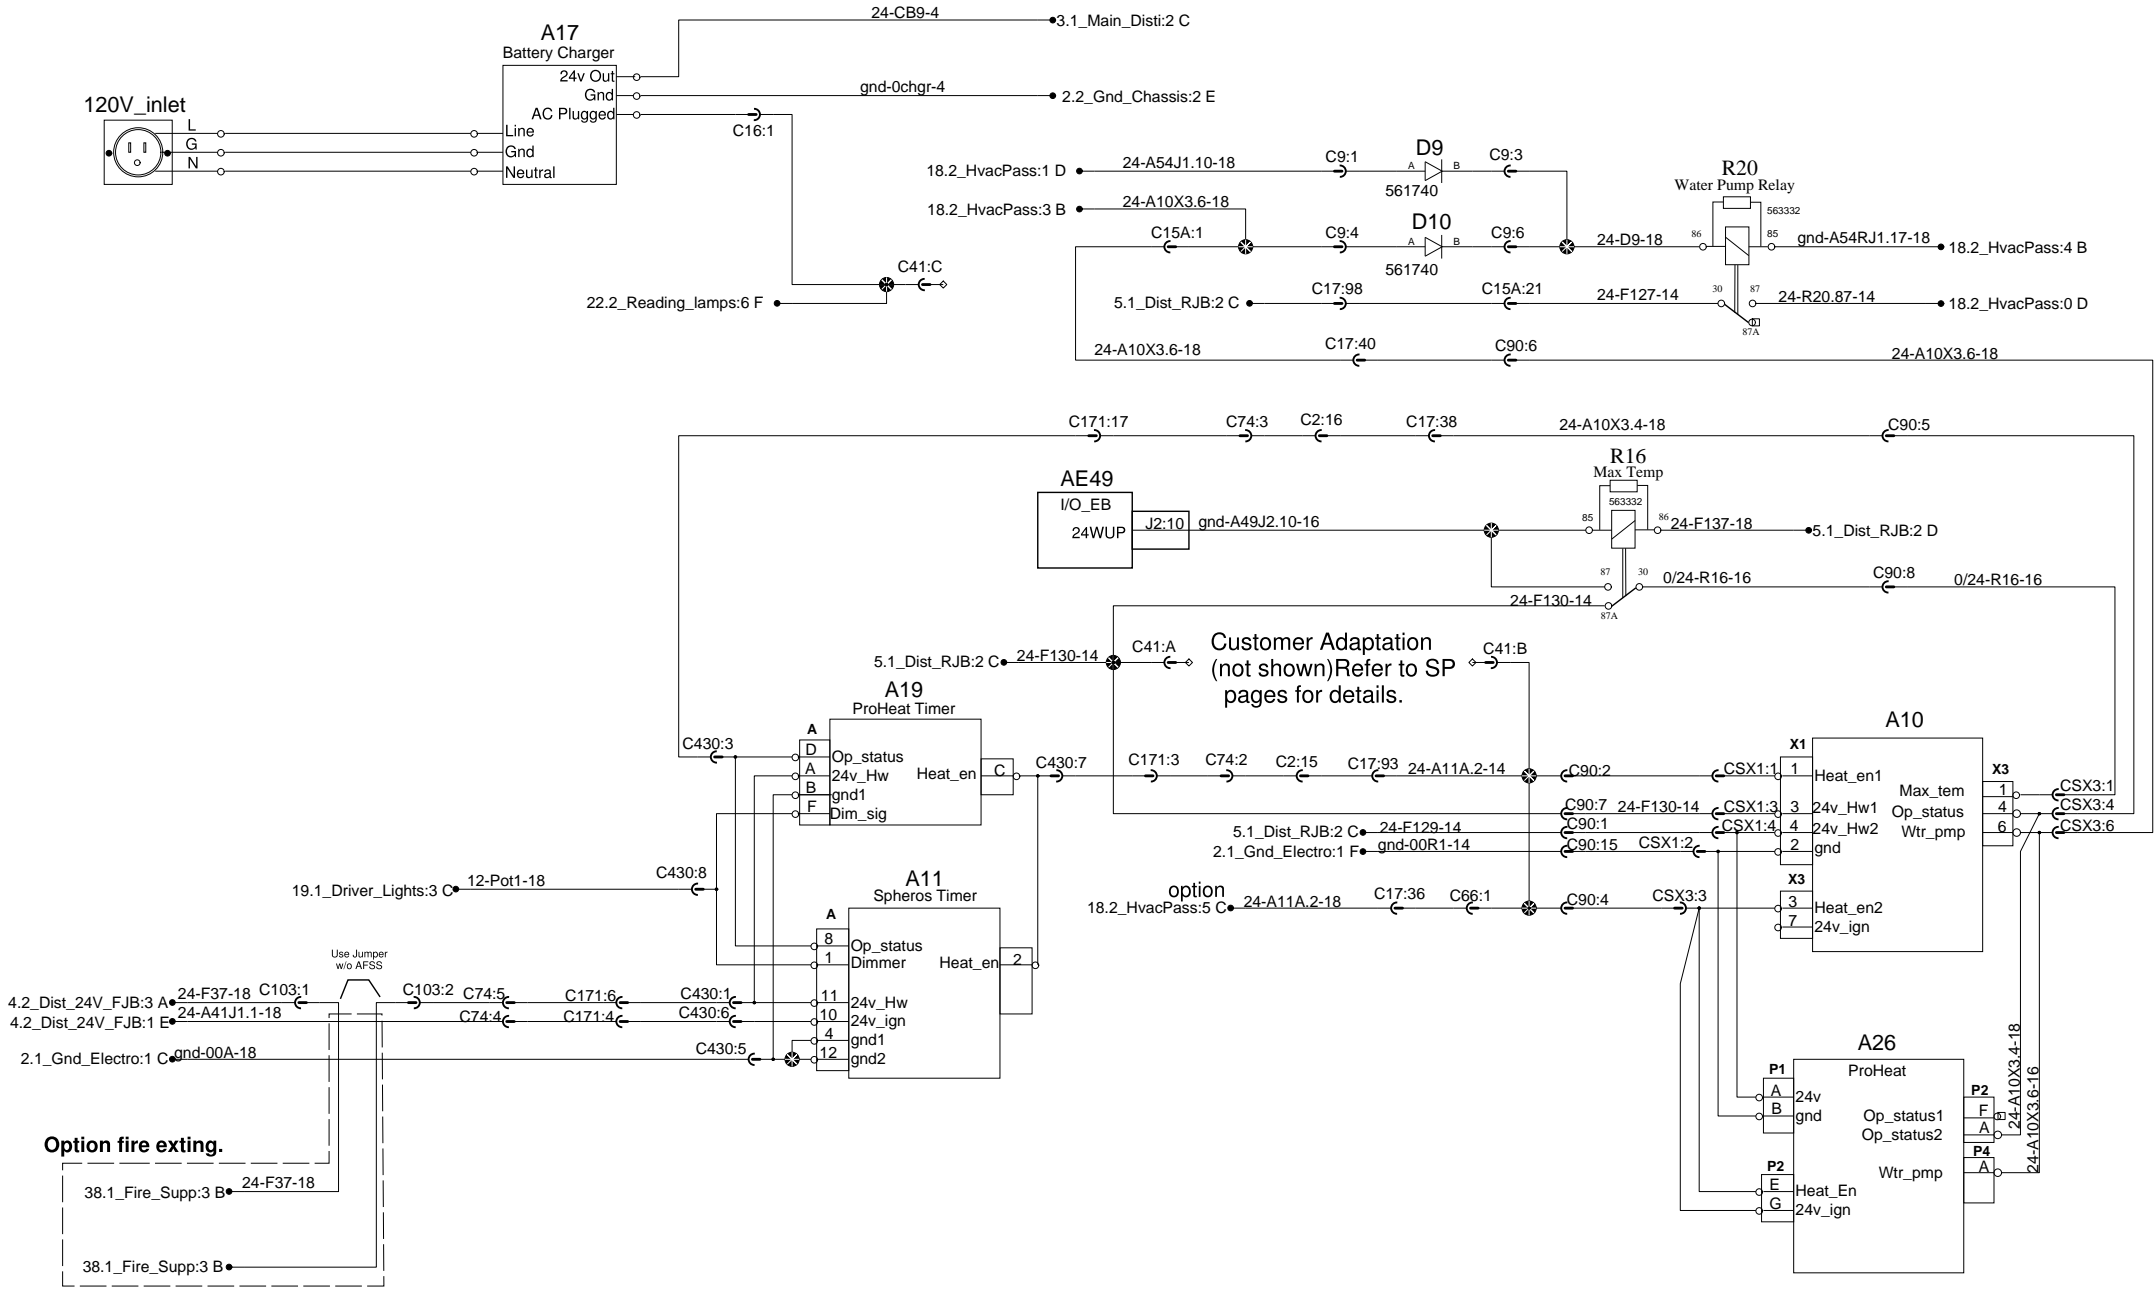 24-CB9-4
3.1_Main_Disti:2 C
A17
Battery Charger
24v Out
Gnd
gnd-0chgr-4
2.2_Gnd_Chassis:2 E
AC Plugged
C16:1
120V_inlet
L
G
N
Line
Gnd
Neutral
18.2_HvacPass:1 D
24-A54J1.10-18
C9:1
D9
A
B
561740
C9:3
R20
Water Pump Relay
563332
18.2_HvacPass:3 B
24-A10X3.6-18
C15A:1
C9:4
D10
A
B
561740
C9:6
24-D9-18
86
85
gnd-A54RJ1.17-18
18.2_HvacPass:4 B
C41:C
22.2_Reading_lamps:6 F
5.1_Dist_RJB:2 C
C17:98
C15A:21
24-F127-14
30
87
87A
24-R20.87-14
18.2_HvacPass:0 D
24-A10X3.6-18
C17:40
C90:6
24-A10X3.6-18
C171:17
C74:3
C2:16
C17:38
24-A10X3.4-18
C90:5
R16
Max Temp
563332
AE49
I/O_EB
24WUP
J2:10
gnd-A49J2.10-16
85
86
24-F137-18
5.1_Dist_RJB:2 D
87
30
0/24-R16-16
C90:8
0/24-R16-16
24-F130-14
87A
5.1_Dist_RJB:2 C
24-F130-14
C41:A
Customer Adaptation
(not shown)Refer to SP
pages for details.
C41:B
A19
ProHeat Timer
A
C430:3
D
Op_status
A
24v_Hw
B
gnd1
F
Dim_sig
Heat_en
C
C430:7
C171:3
C74:2
C2:15
C17:93
24-A11A.2-14
C90:2
CSX1:1
A10
X1
1
Heat_en1
C90:7
24-F130-14
CSX1:3
3
24v_Hw1
5.1_Dist_RJB:2 C
24-F129-14
C90:1
CSX1:4
4
24v_Hw2
2.1_Gnd_Electro:1 F
gnd-00R1-14
C90:15
CSX1:2
2
gnd
X3
Max_tem
1
CSX3:1
Op_status
4
CSX3:4
Wtr_pmp
6
CSX3:6
X3
option
18.2_HvacPass:5 C
24-A11A.2-18
C17:36
C66:1
C90:4
CSX3:3
3
Heat_en2
7
24v_ign
19.1_Driver_Lights:3 C
12-Pot1-18
C430:8
A11
Spheros Timer
A
8
Op_status
1
Dimmer
Heat_en
2
Use Jumper
w/o AFSS
4.2_Dist_24V_FJB:3 A
24-F37-18
C103:1
C103:2
C74:5
C171:6
C430:1
11
24v_Hw
4.2_Dist_24V_FJB:1 E
24-A41J1.1-18
C74:4
C171:4
C430:6
10
24v_ign
4
gnd1
2.1_Gnd_Electro:1 C
gnd-00A-18
C430:5
12
gnd2
A26
ProHeat
P1
A
24v
B
gnd
P2
Op_status1
F
Op_status2
A
P4
Wtr_pmp
A
P2
E
Heat_En
G
24v_ign
24-A10X3.4-18
24-A10X3.6-16
Option fire exting.
38.1_Fire_Supp:3 B
24-F37-18
38.1_Fire_Supp:3 B